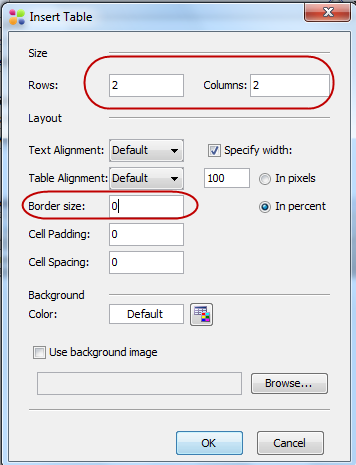 Insert Table
Size
Rows: 2 Columns: 2
Layout
Text Alignment: Default Specify width:
Table Alignment: Default 100 In pixels
Border size: 0 In percent
Cell Padding: 0
Cell Spacing: 0
Background
Color: Default
Use background image
Browse...
OK Cancel